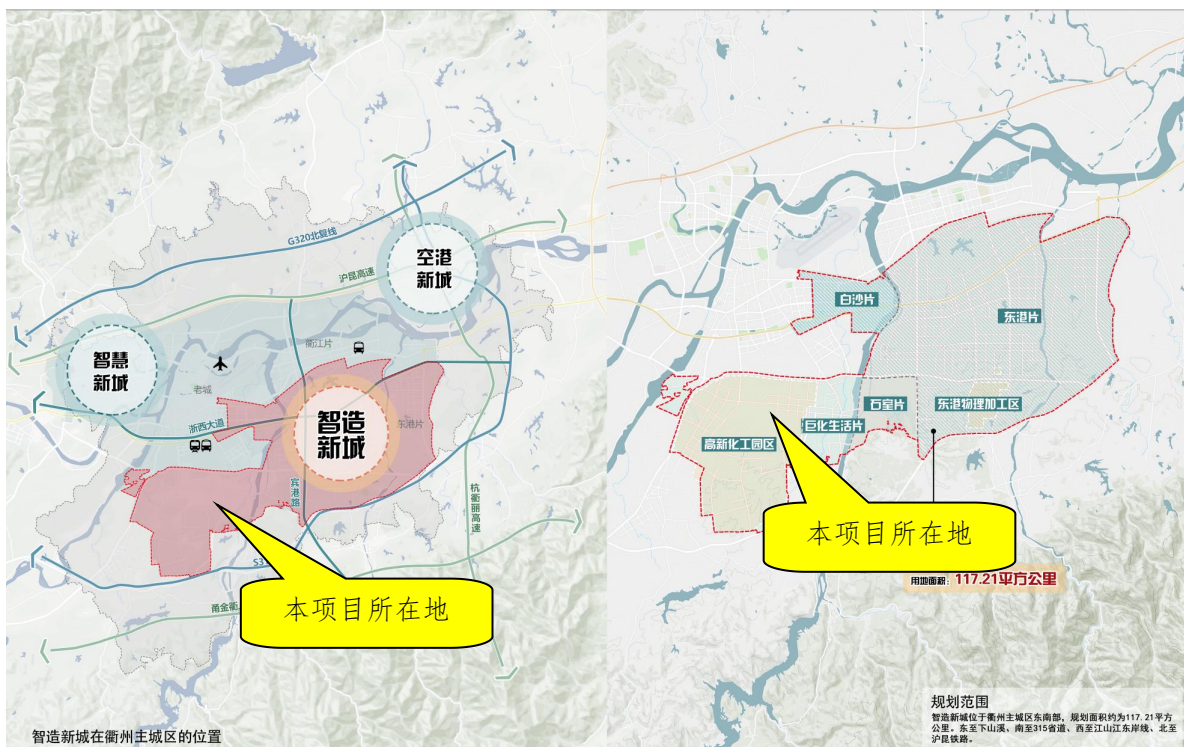 G320北复线
空港
新城
沪昆高速
智慧
新城
衢江片
老城
智造
新城
东港片
浙西大道
宾港路
杭衢丽高速
S3
本项目所在地
甬金衢
智造新城在衢州主城区的位置
白沙片
东港片
石室片
东港物理加工区
巨化生活片
高新化工园区
本项目所在地
用地面积：117.21平方公里
规划范围
智造新城位于衢州主城区东南部，规划面积约为117.21平方
公里。东至下山溪、南至315省道、西至江山江东岸线、北至
沪昆铁路。